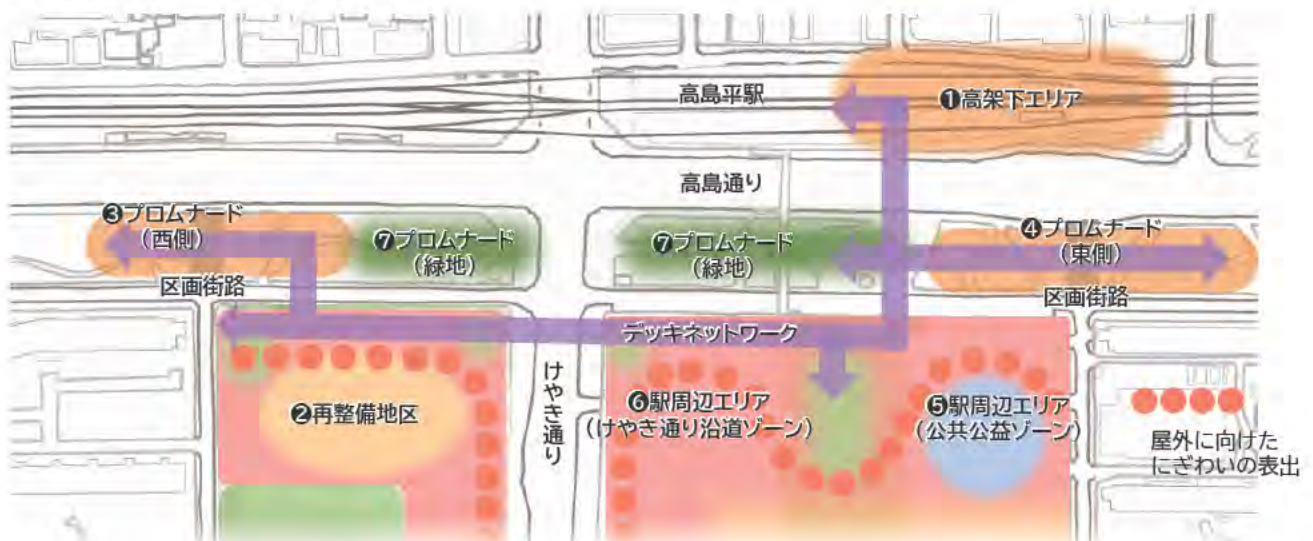 高島平駅
❶高架下エリア
高島通り
❸プロムナード
(西側)
❼プロムナード
(緑地)
❼プロムナード
(緑地)
❹プロムナード
(東側)
区画街路
区画街路
デッキネットワーク
けやき通り
❷再整備地区
❻駅周辺エリア
(けやき通り沿道ゾーン)
❺駅周辺エリア
(公共公益ゾーン)
屋外に向けた
にぎわいの表出